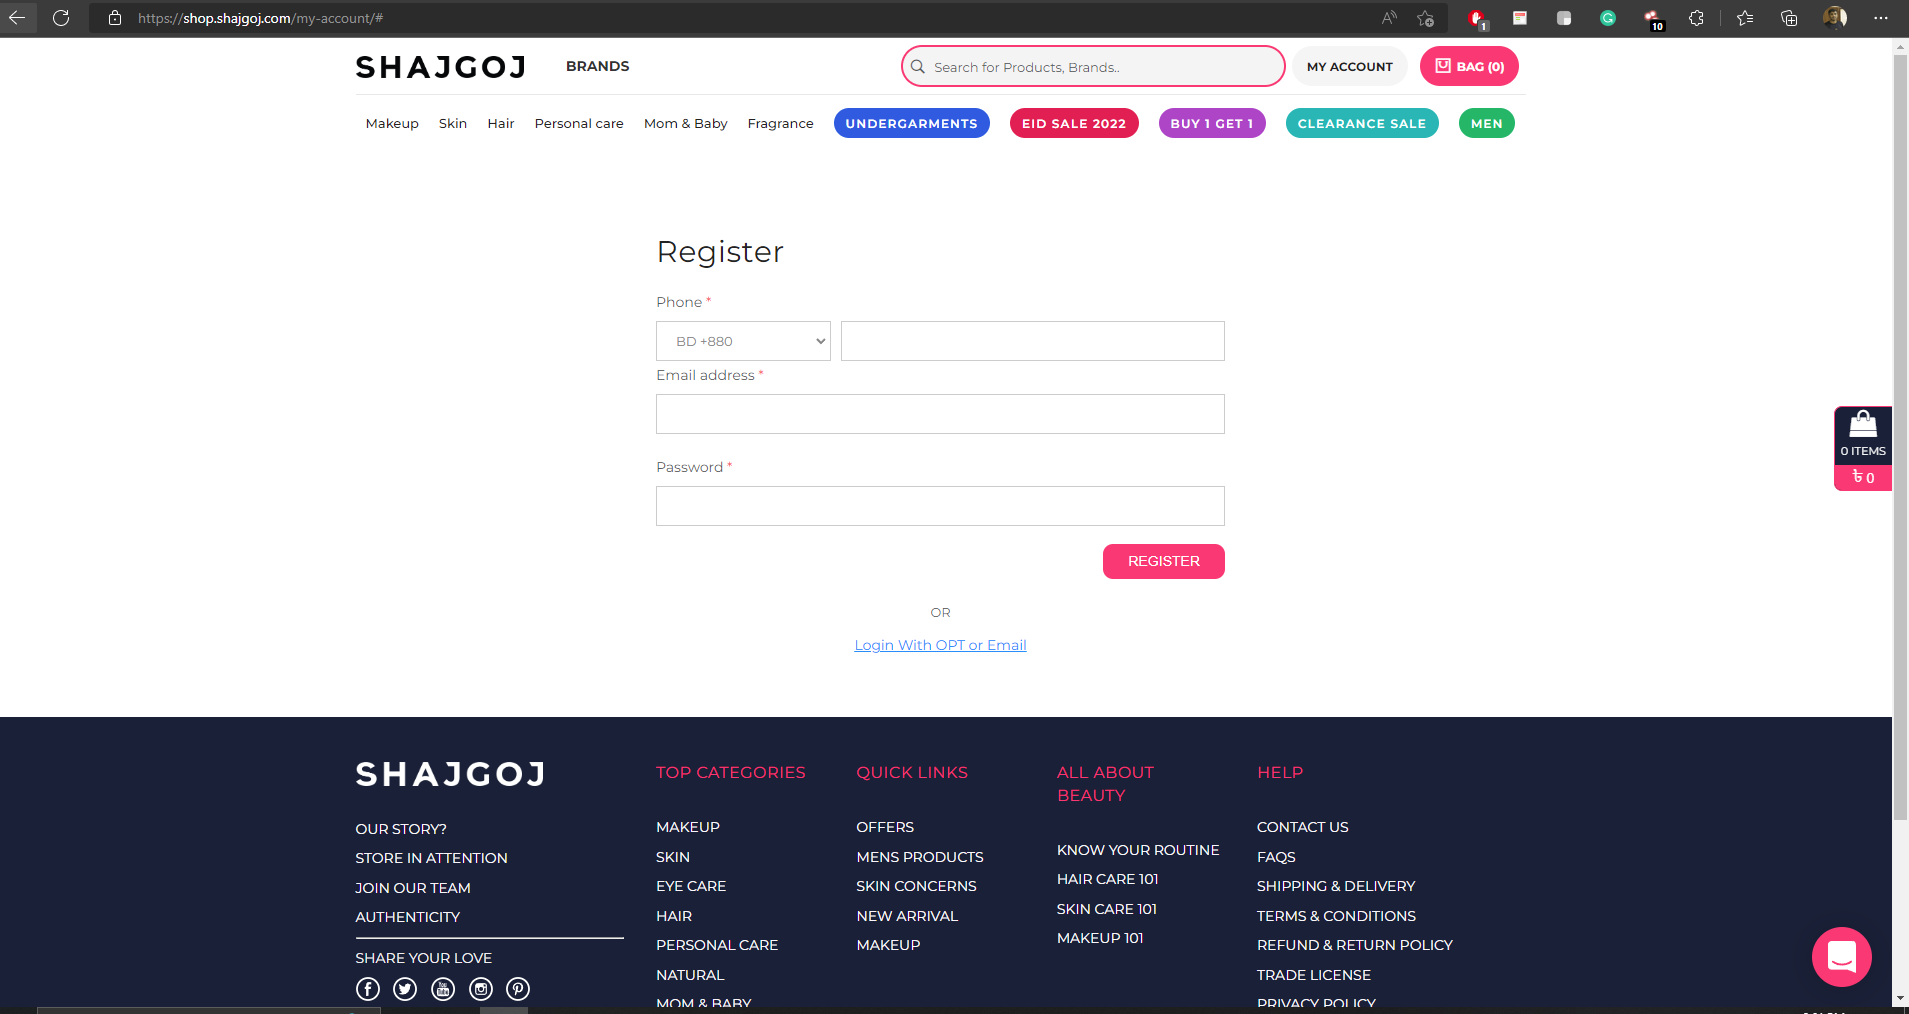 https://shop.shajgoj.com/my-account/#
1
10
SHAJGOJ
BRANDS
Search for Products, Brands..
MY ACCOUNT
BAG (0)
Makeup Skin Hair Personal care Mom & Baby Fragrance UNDERGARMENTS EID SALE 2022 BUY 1 GET 1 CLEARANCE SALE MEN
Register
Phone *
BD +880
Email address *
Password *
REGISTER
OR
Login With OPT or Email
0 ITEMS
৳ 0
SHAJGOJ
OUR STORY?
STORE IN ATTENTION
JOIN OUR TEAM
AUTHENTICITY
SHARE YOUR LOVE
TOP CATEGORIES
MAKEUP
SKIN
EYE CARE
HAIR
PERSONAL CARE
NATURAL
MOM & BABY
QUICK LINKS
OFFERS
MENS PRODUCTS
SKIN CONCERNS
NEW ARRIVAL
MAKEUP
ALL ABOUT
BEAUTY
KNOW YOUR ROUTINE
HAIR CARE 101
SKIN CARE 101
MAKEUP 101
HELP
CONTACT US
FAQS
SHIPPING & DELIVERY
TERMS & CONDITIONS
REFUND & RETURN POLICY
TRADE LICENSE
PRIVACY POLICY